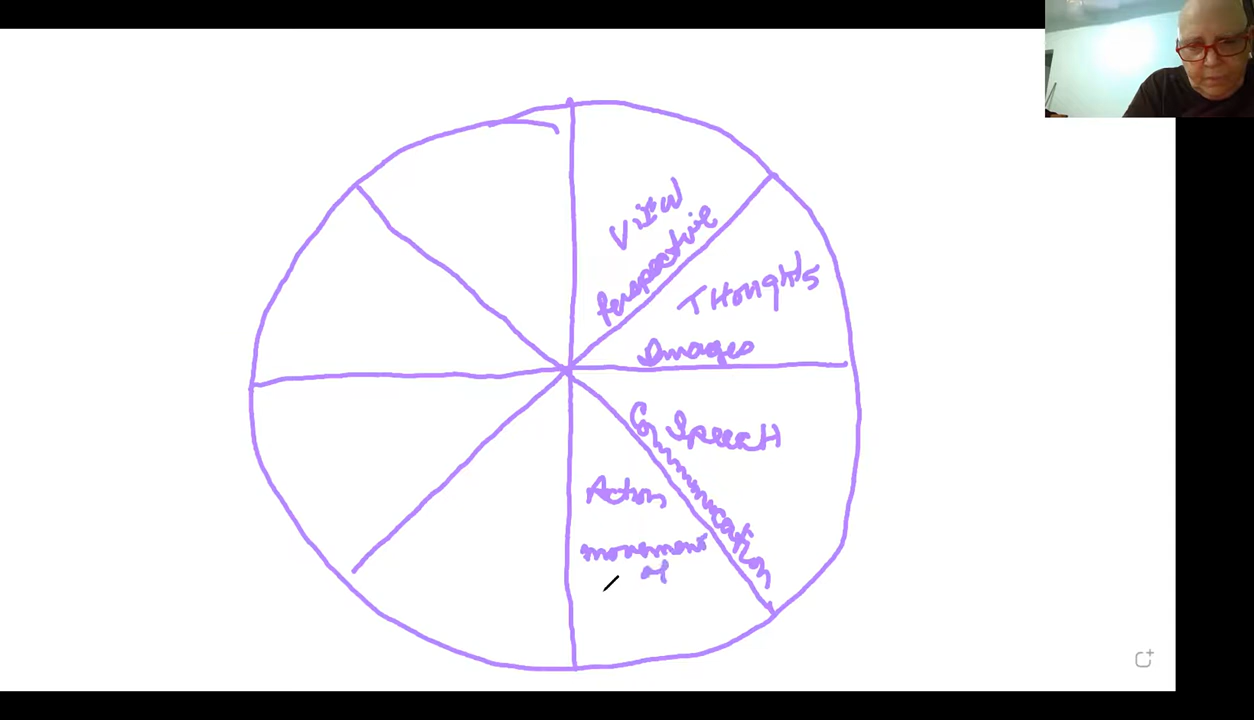 View
Perspective
THoughts
Images
Speech
Communication
Action
movement
of